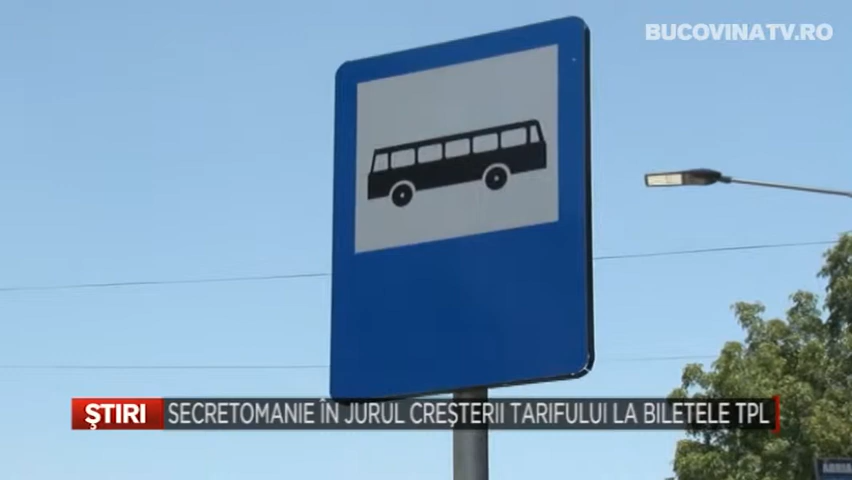 BUCOVINATV.RO
ŞTIRI SECRETOMANIE ÎN JURUL CREŞTERII TARIFULUI LA BILETELE TPL